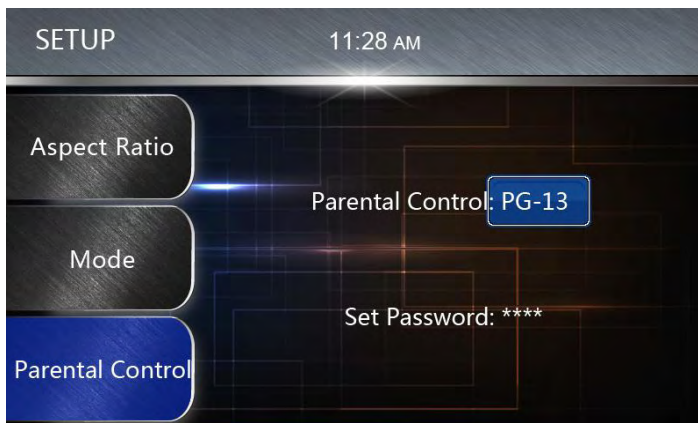 SETUP
11:28 AM
Aspect Ratio
Mode
Parental Control
Parental Control: PG-13
Set Password: ****